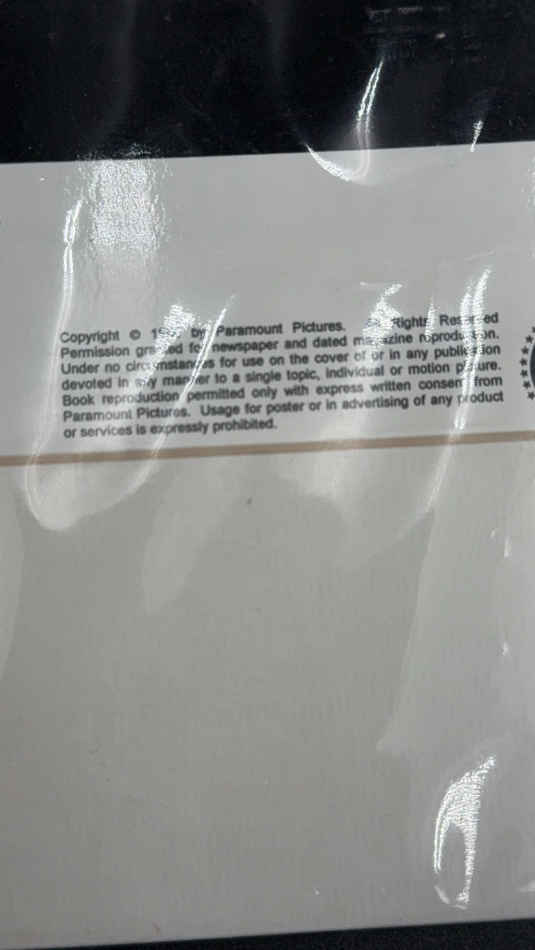 Copyright © by Paramount Pictures. Rights Reserved
Permission granted for newspaper and dated magazine reproduction.
Under no circumstances for use on the cover of or in any publication
devoted in any manner to a single topic, individual or motion picture.
Book reproduction permitted only with express written consent from
Paramount Pictures. Usage for poster or in advertising of any product
or services is expressly prohibited.